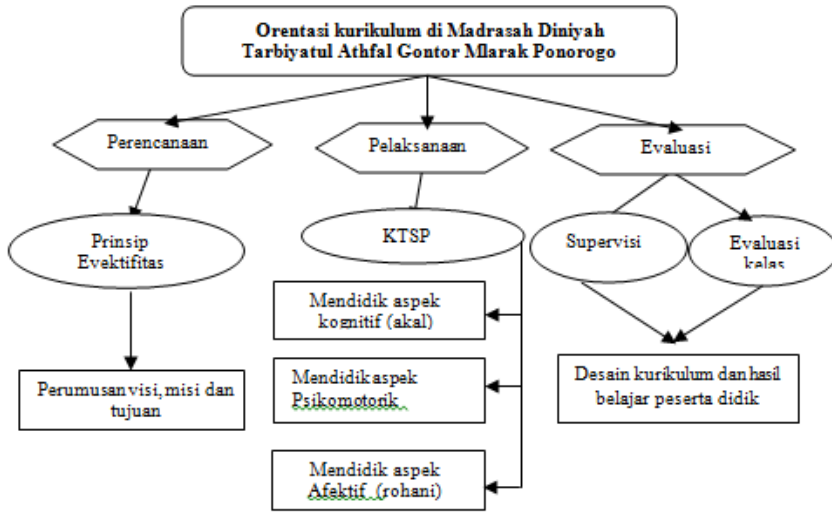 Orentasi kurikulum di Madrasah Diniyah
Tarbiyatul Athfal Gontor Mlarak Ponorogo
Perencanaan
Pelaksanaan
Evaluasi
Prinsip
Evektifitas
KTSP
Supervisi
Evaluasi
kelas
Mendidik aspek
kognitif (akal)
Mendidik aspek
Psikomotorik
Mendidik aspek
Afektif (rohani)
Perumusan visi, misi dan
tujuan
Desain kurikulum dan hasil
belajar peserta didik